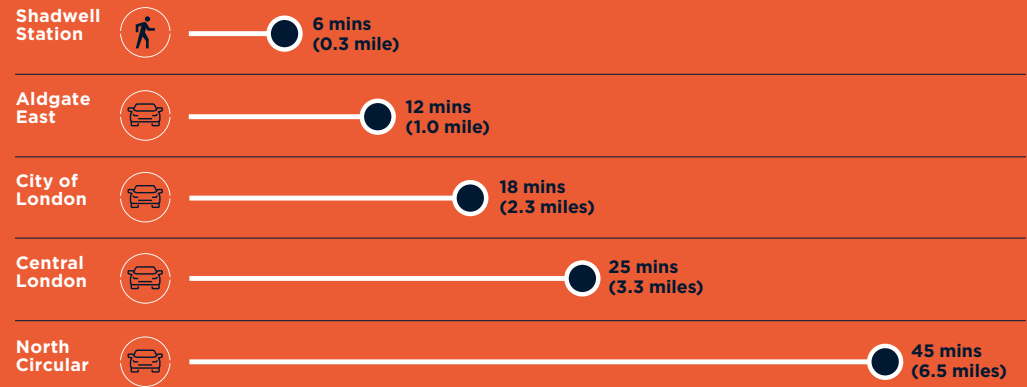 Shadwell
Station
6 mins
(0.3 mile)
Aldgate
East
12 mins
(1.0 mile)
City of
London
18 mins
(2.3 miles)
Central
London
25 mins
(3.3 miles)
North
Circular
45 mins
(6.5 miles)